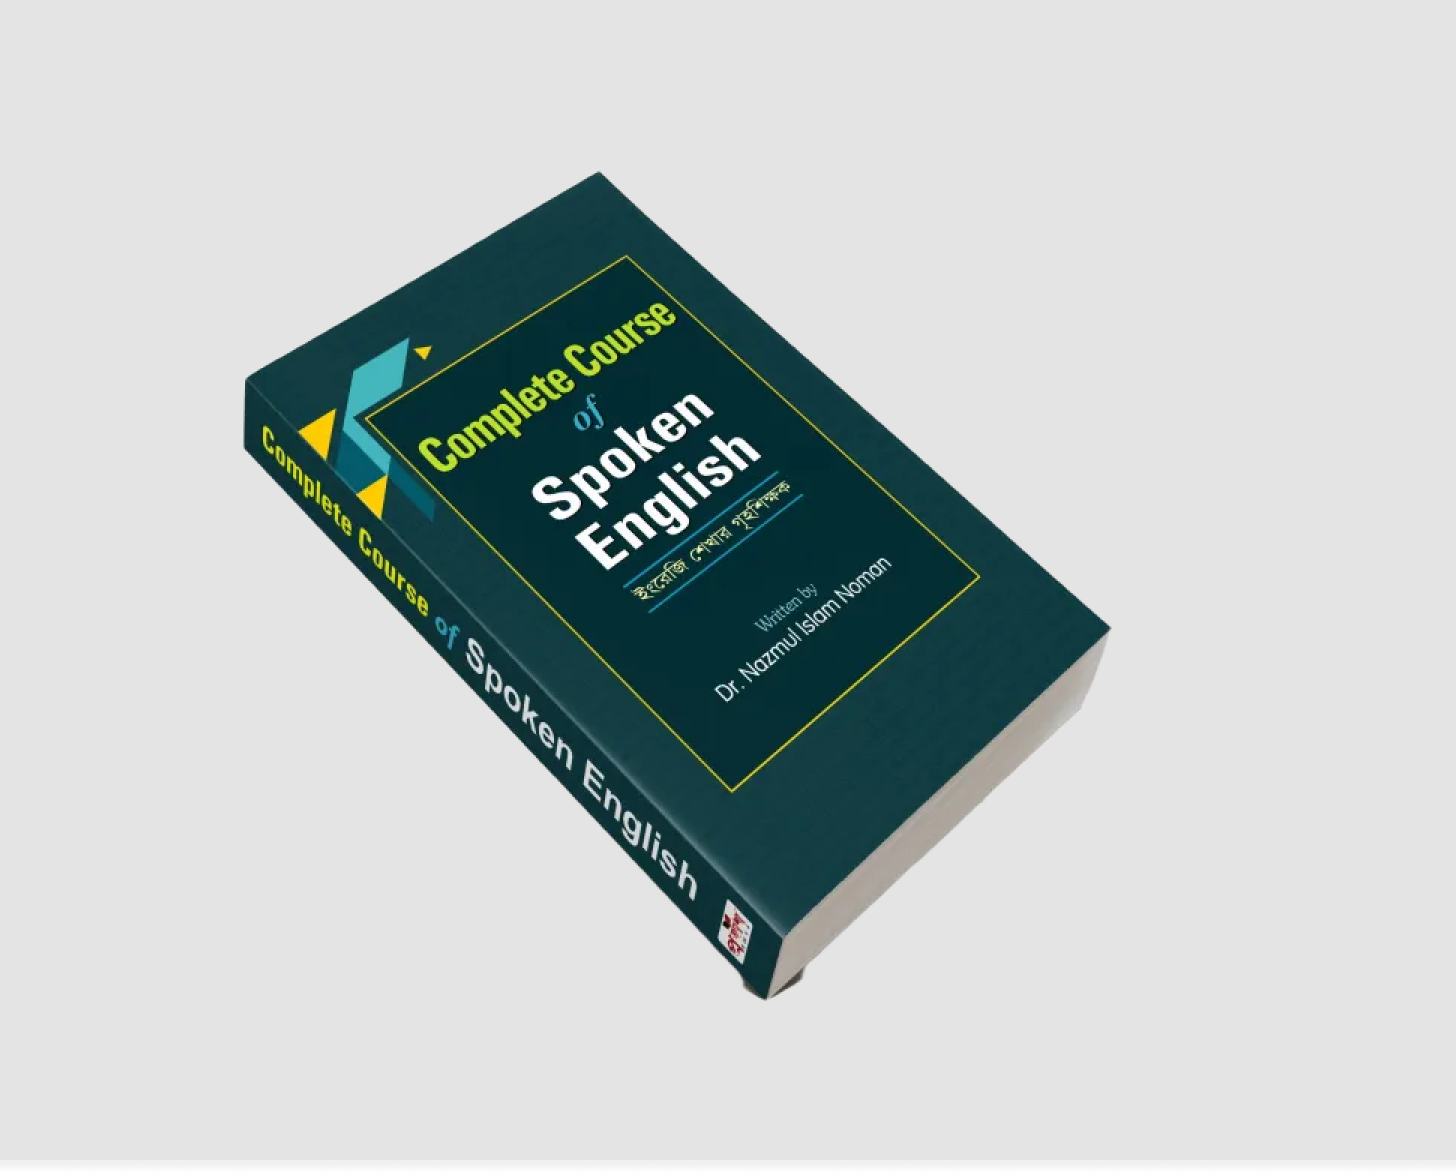 Complete Course
of
Spoken
English
ইংরেজি শেখার গৃহশিক্ষক
Written by
Dr. Nazmul Islam Noman
Complete Course of Spoken English